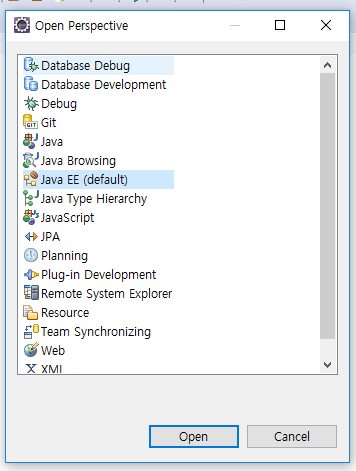 Open Perspective
Database Debug
Database Development
Debug
Git
Java
Java Browsing
Java EE (default)
Java Type Hierarchy
JavaScript
JPA
Planning
Plug-in Development
Remote System Explorer
Resource
Team Synchronizing
Web
XML
Open
Cancel